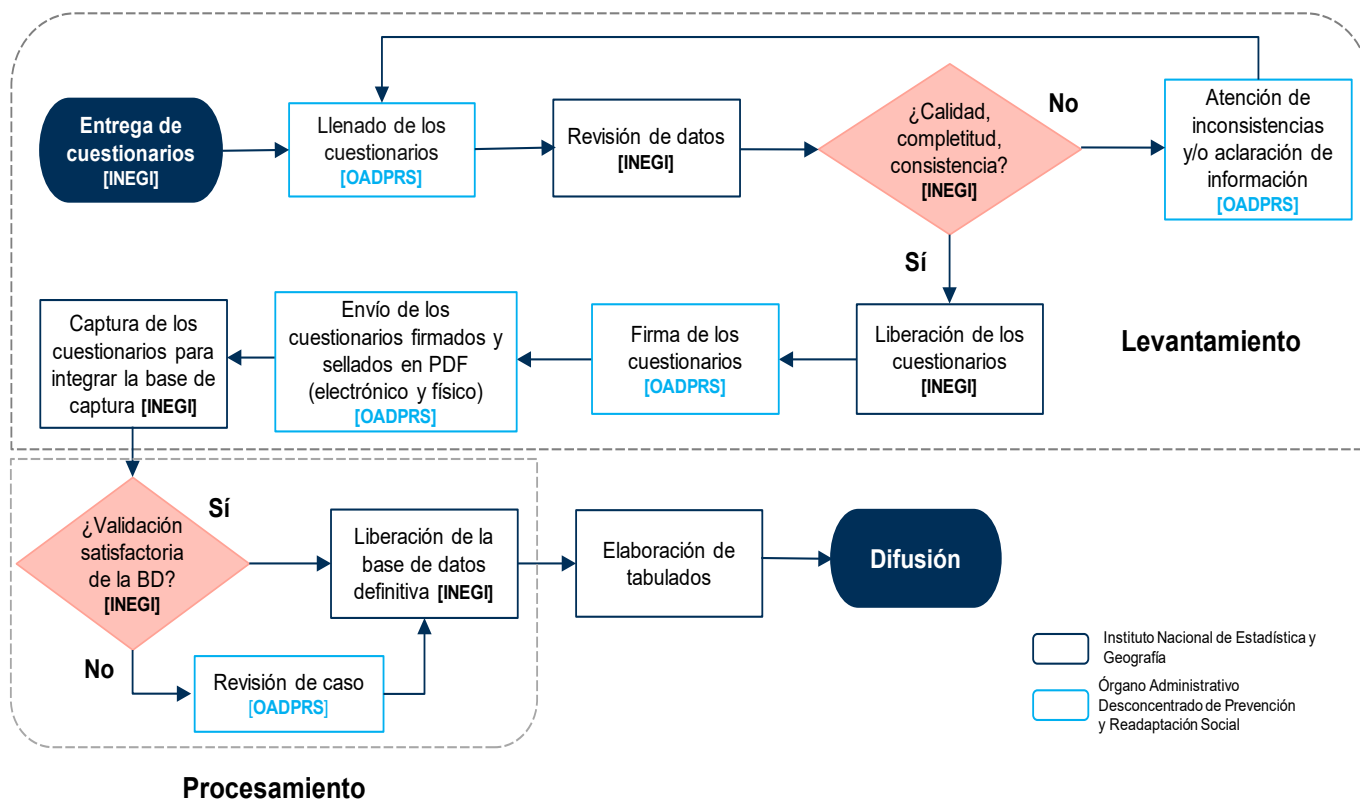 Entrega de
cuestionarios
[INEGI]
Llenado de los
cuestionarios
[OADPRS]
Revisión de datos
[INEGI]
¿Calidad,
completitud,
consistencia?
[INEGI]
No
Atención de
inconsistencias
y/o aclaración de
información
[OADPRS]
Sí
Captura de los
cuestionarios para
integrar la base de
captura [INEGI]
Envío de los
cuestionarios firmados y
sellados en PDF
(electrónico y físico)
[OADPRS]
Firma de los
cuestionarios
[OADPRS]
Liberación de los
cuestionarios
[INEGI]
Levantamiento
¿Validación
satisfactoria
de la BD?
[INEGI]
Sí
Liberación de la
base de datos
definitiva [INEGI]
Elaboración de
tabulados
Difusión
No
Revisión de caso
[OADPRS]
Instituto Nacional de Estadística y
Geografía
Órgano Administrativo
Desconcentrado de Prevención
y Readaptación Social
Procesamiento